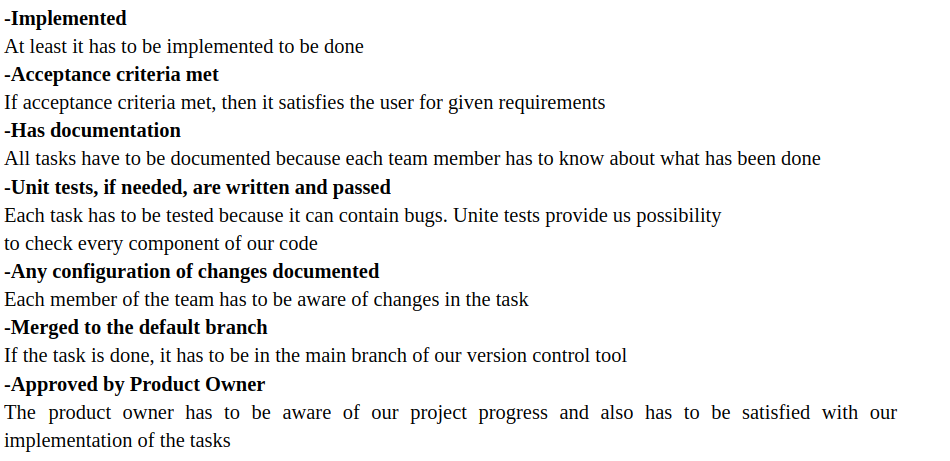 -Implemented
At least it has to be implemented to be done
-Acceptance criteria met
If acceptance criteria met, then it satisfies the user for given requirements
-Has documentation
All tasks have to be documented because each team member has to know about what has been done
-Unit tests, if needed, are written and passed
Each task has to be tested because it can contain bugs. Unite tests provide us possibility
to check every component of our code
-Any configuration of changes documented
Each member of the team has to be aware of changes in the task
-Merged to the default branch
If the task is done, it has to be in the main branch of our version control tool
-Approved by Product Owner
The product owner has to be aware of our project progress and also has to be satisfied with our
implementation of the tasks